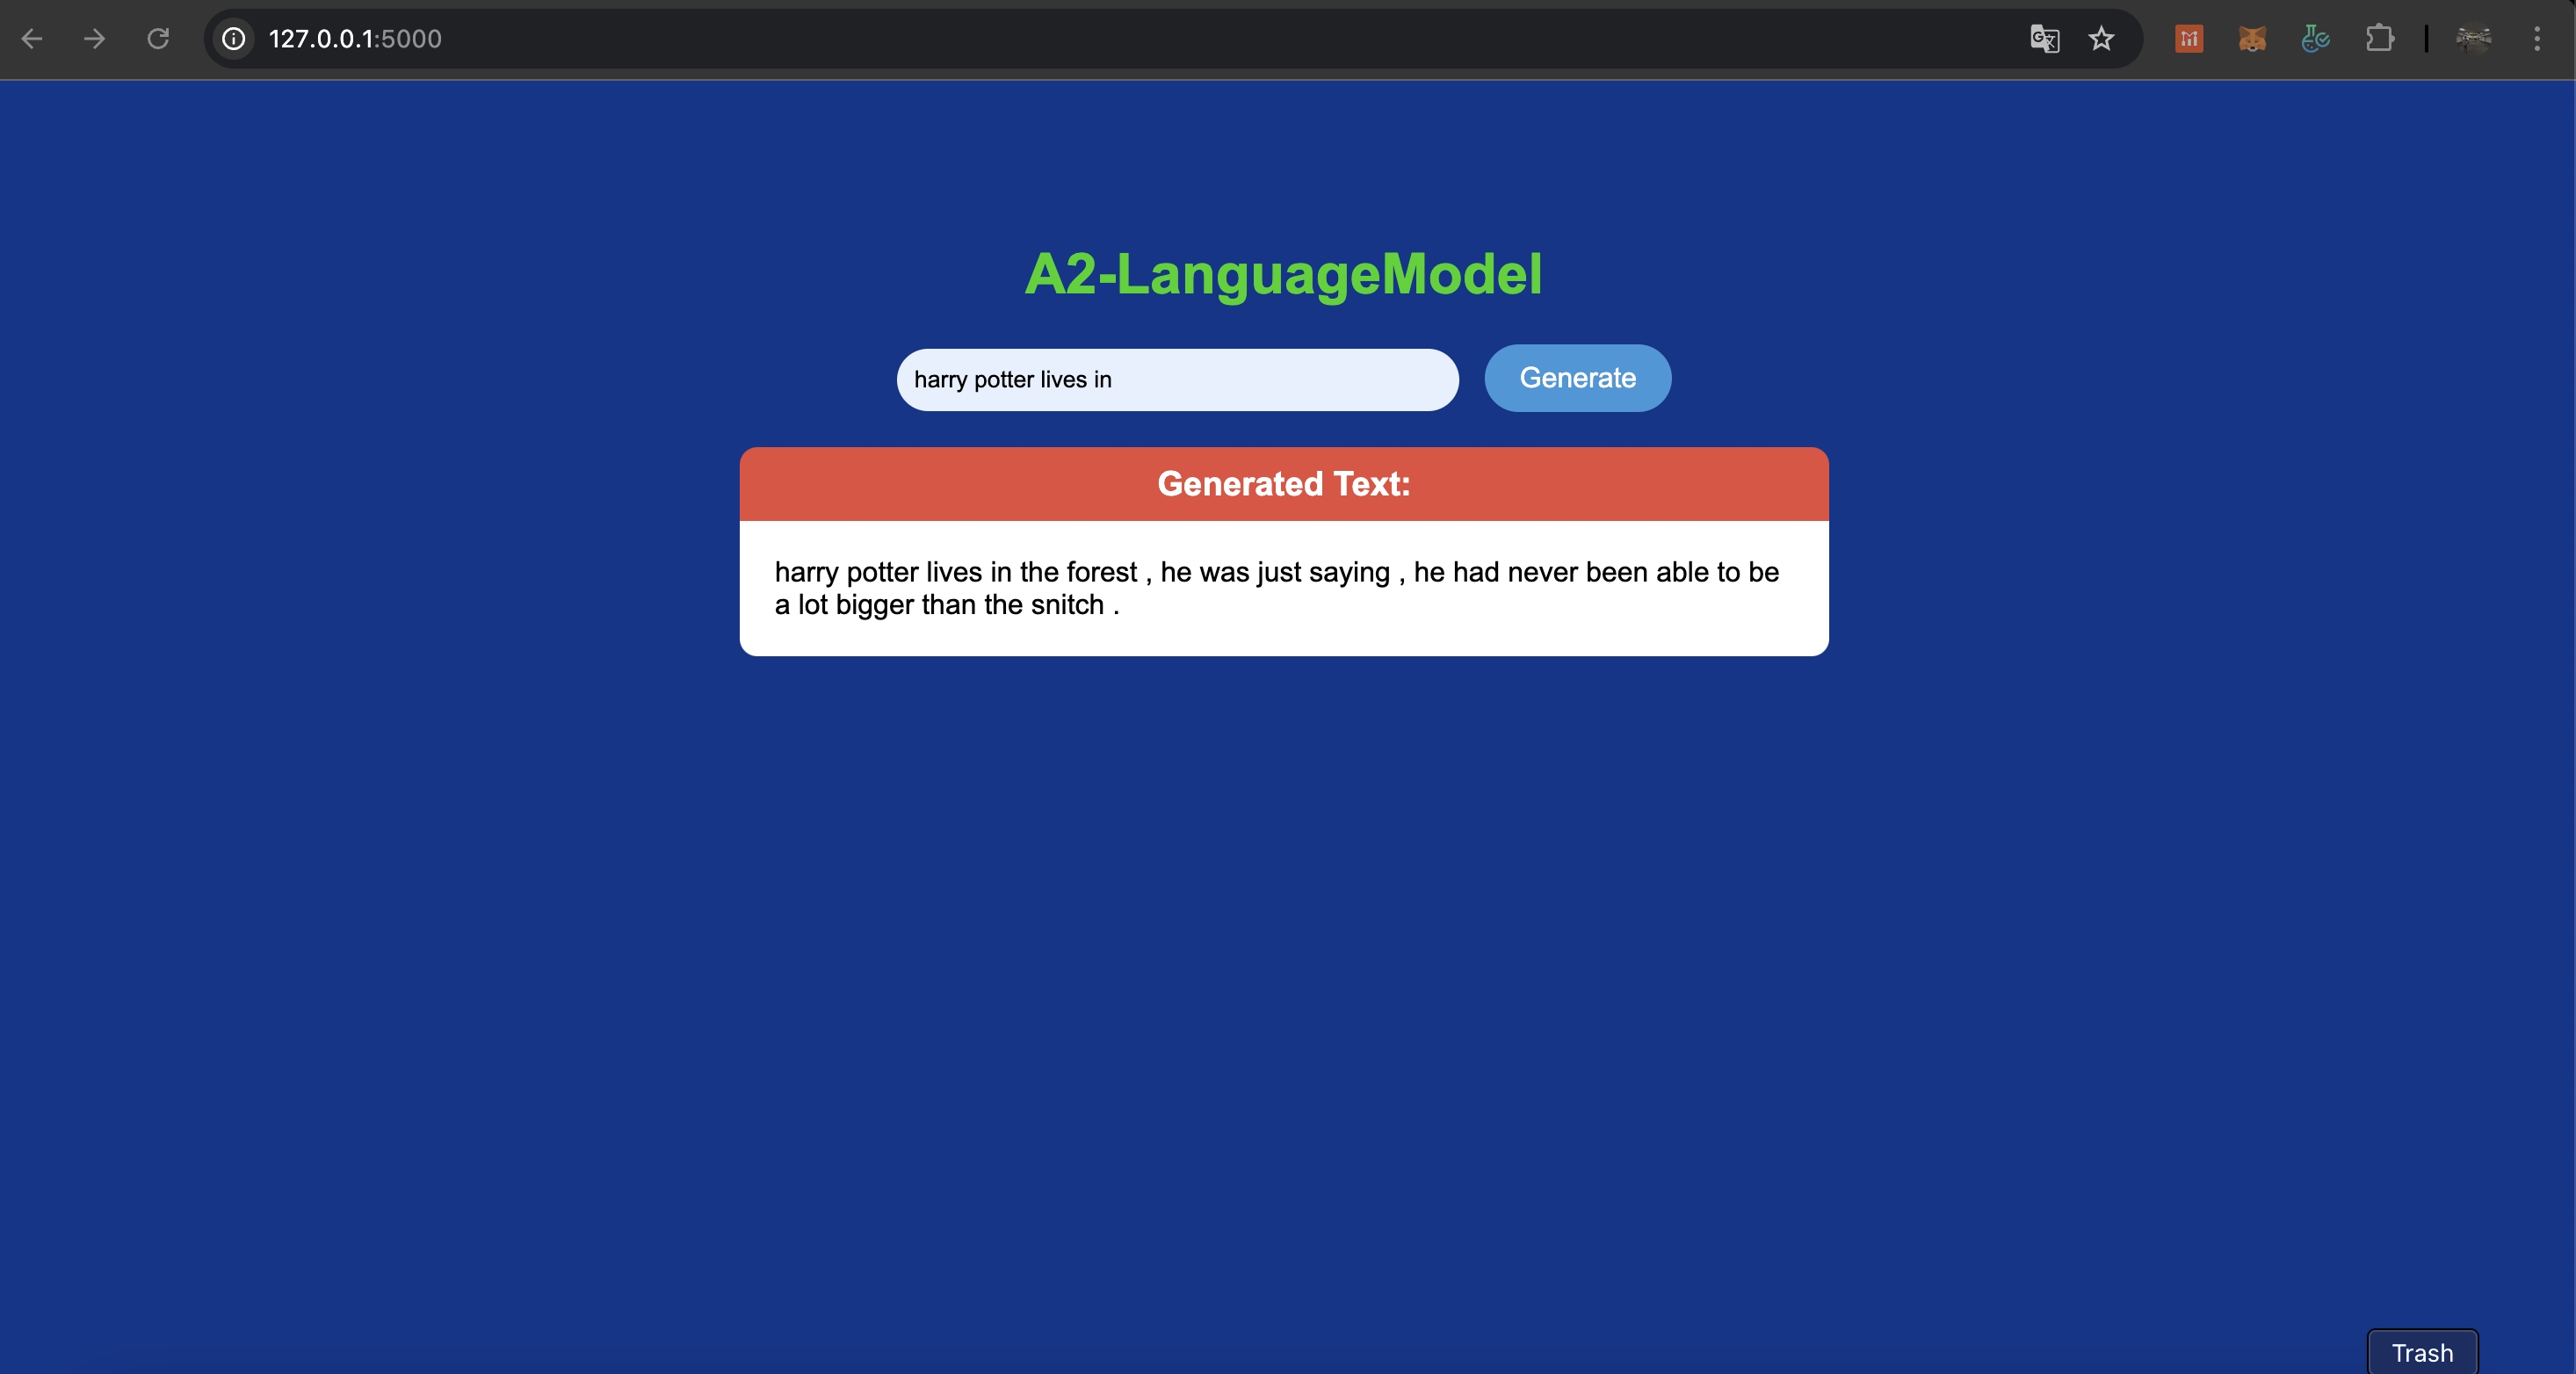 127.0.0.1:5000
A2-LanguageModel
harry potter lives in
Generate
Generated Text:
harry potter lives in the forest , he was just saying , he had never been able to be
a lot bigger than the snitch .
Trash